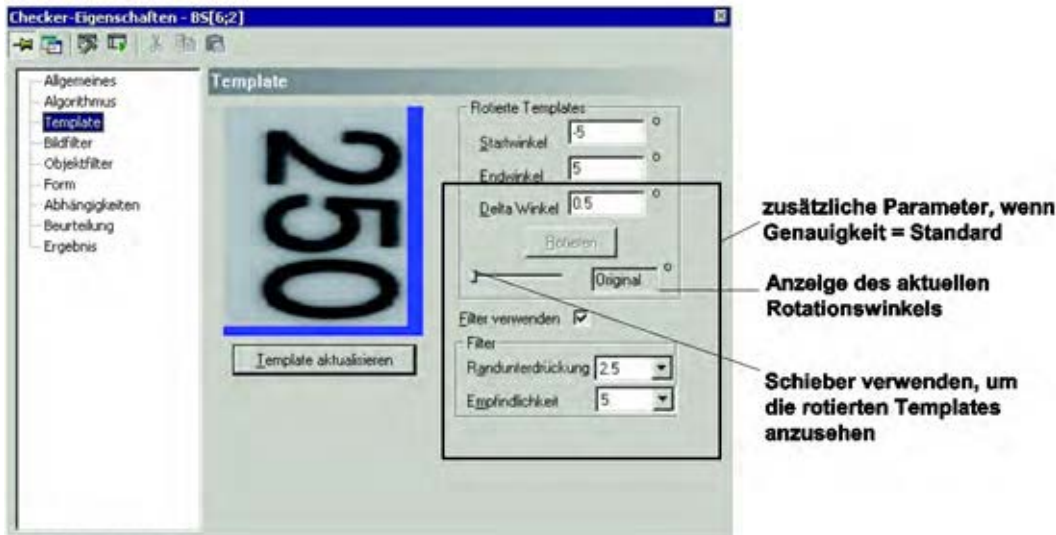 Checker-Eigenschaften - BS[6;2]
Allgemeines
Algorithmus
Template
Bildfilter
Objektfilter
Form
Abhängigkeiten
Beurteilung
Ergebnis
Template
250
Template aktualisieren
Rotierte Templates
Startwinkel -5 °
Endwinkel 5 °
Delta Winkel 0.5 °
Rotieren
Original °
Filter verwenden
Filter
Randunterdrückung 2.5
Empfindlichkeit 5
zusätzliche Parameter, wenn
Genauigkeit = Standard
Anzeige des aktuellen
Rotationswinkels
Schieber verwenden, um
die rotierten Templates
anzusehen